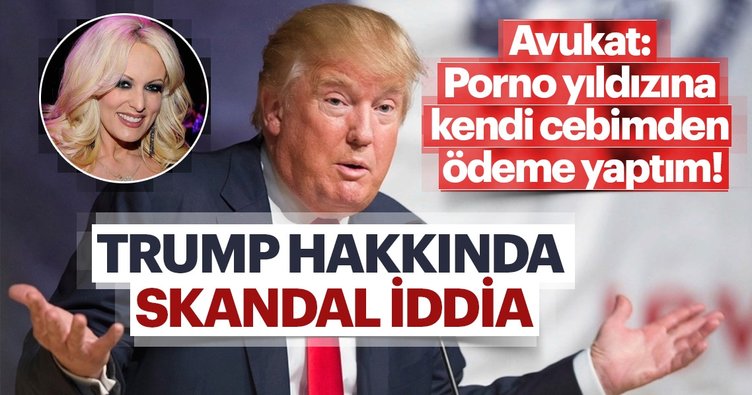 Avukat:
Porno yıldızına
kendi cebimden
ödeme yaptım!
TRUMP HAKKINDA
SKANDAL İDDİA